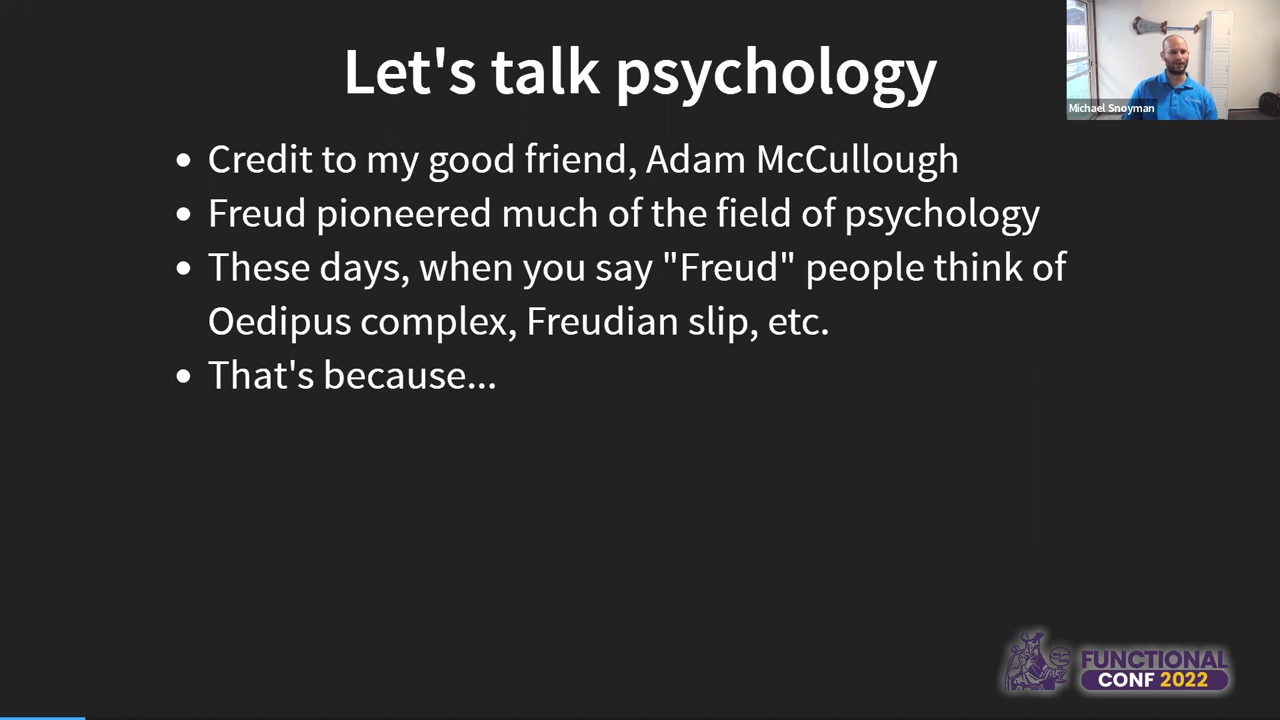 Let's talk psychology
Michael Snoyman
• Credit to my good friend, Adam McCullough
• Freud pioneered much of the field of psychology
• These days, when you say "Freud" people think of
Oedipus complex, Freudian slip, etc.
• That's because...
FUNCTIONAL
CONF 2022